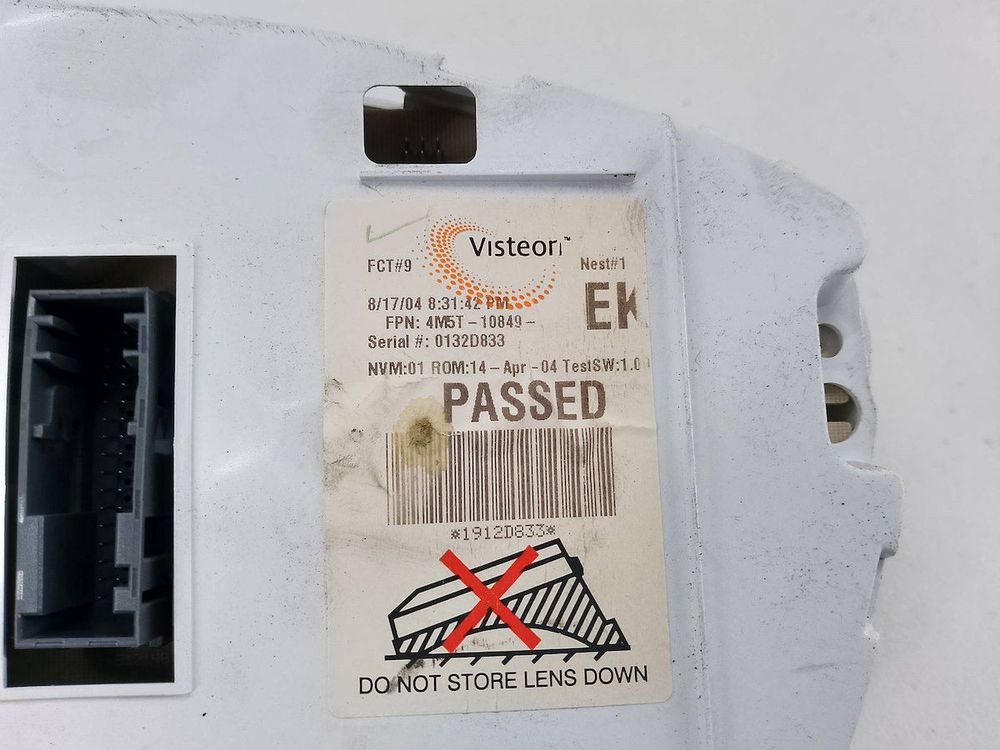 Visteon™
FCT#9 Nest#1
8/17/04 8:31:42 PM EK
FPN: 4M5T-10849-
Serial #: 0132D833
NVM:01 ROM:14-Apr-04 TestSW:1.0
PASSED
*1912D833*
DO NOT STORE LENS DOWN